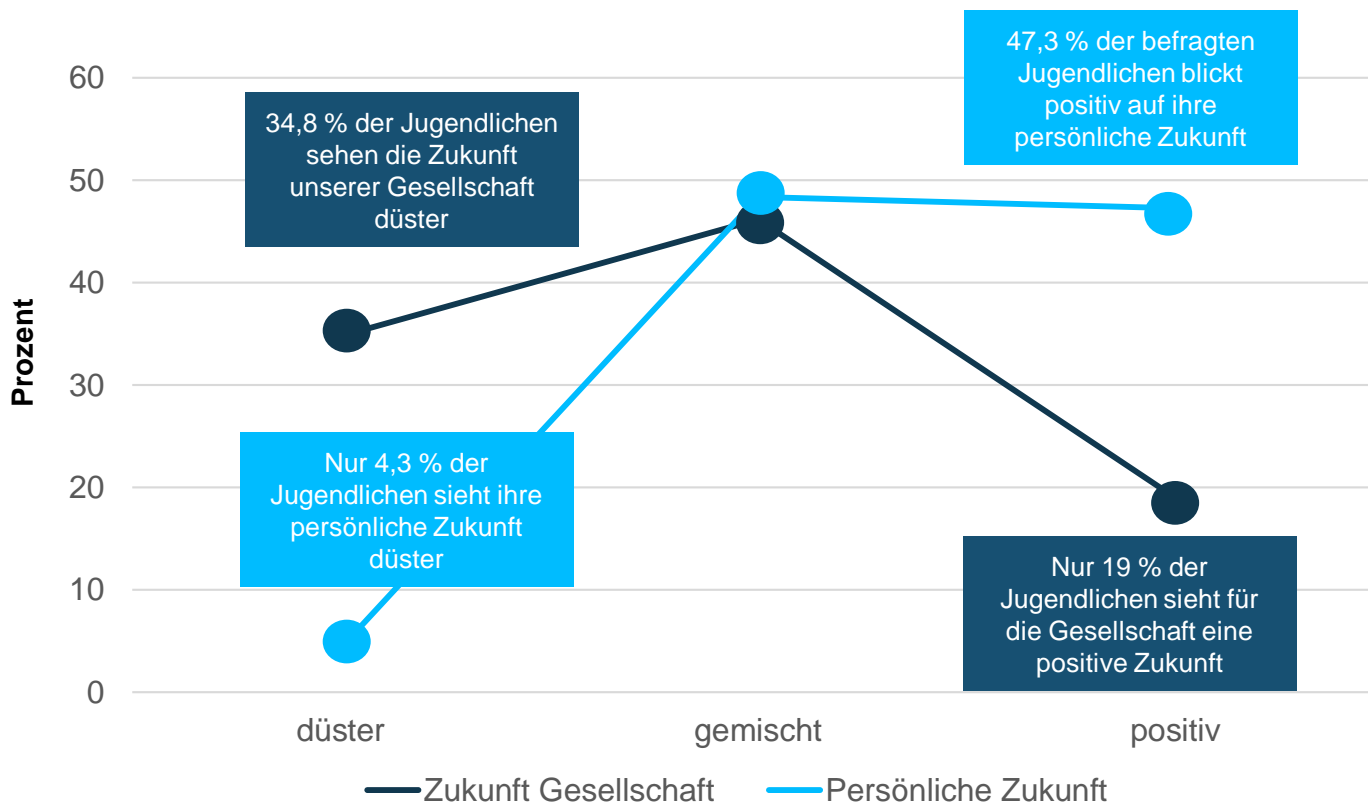 47,3 % der befragten
Jugendlichen blickt
positiv auf ihre
persönliche Zukunft
34,8 % der Jugendlichen
sehen die Zukunft
unserer Gesellschaft
düster
Prozent
60
50
40
30
20
10
0
Nur 4,3 % der
Jugendlichen sieht ihre
persönliche Zukunft
düster
Nur 19 % der
Jugendlichen sieht für
die Gesellschaft eine
positive Zukunft
düster gemischt positiv
Zukunft Gesellschaft Persönliche Zukunft